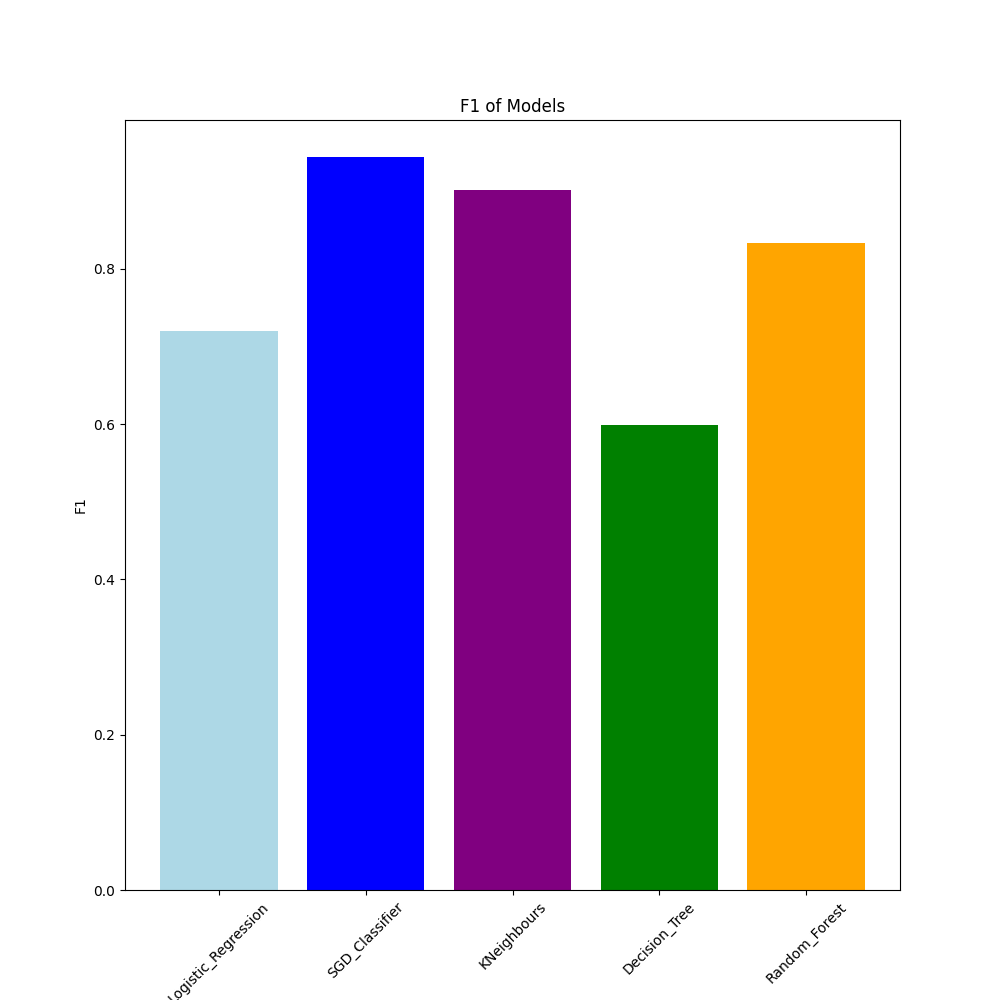 F1 of Models
F1
0.8
0.6
0.4
0.2
0.0
Logistic_Regression
SGD_Classifier
KNeighbours
Decision_Tree
Random_Forest